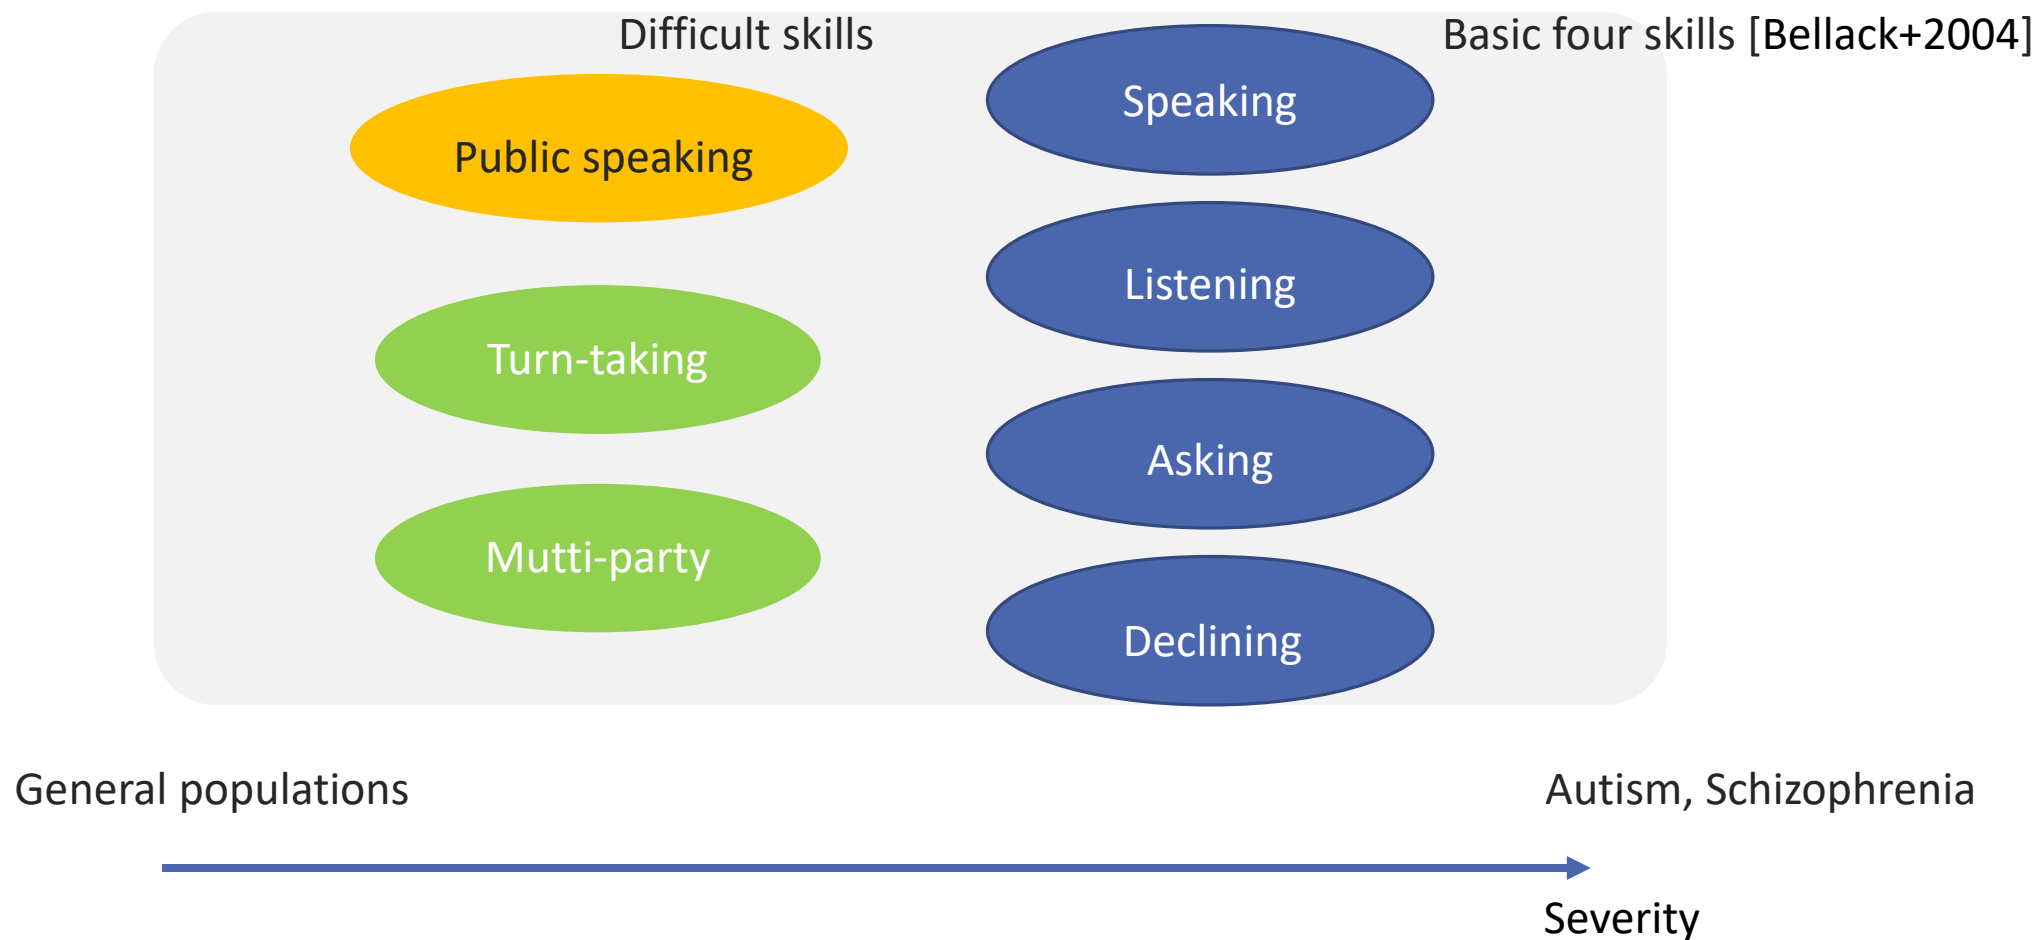 Difficult skills
Basic four skills [Bellack+2004]
Public speaking
Turn-taking
Mutti-party
Speaking
Listening
Asking
Declining
General populations
Autism, Schizophrenia
Severity